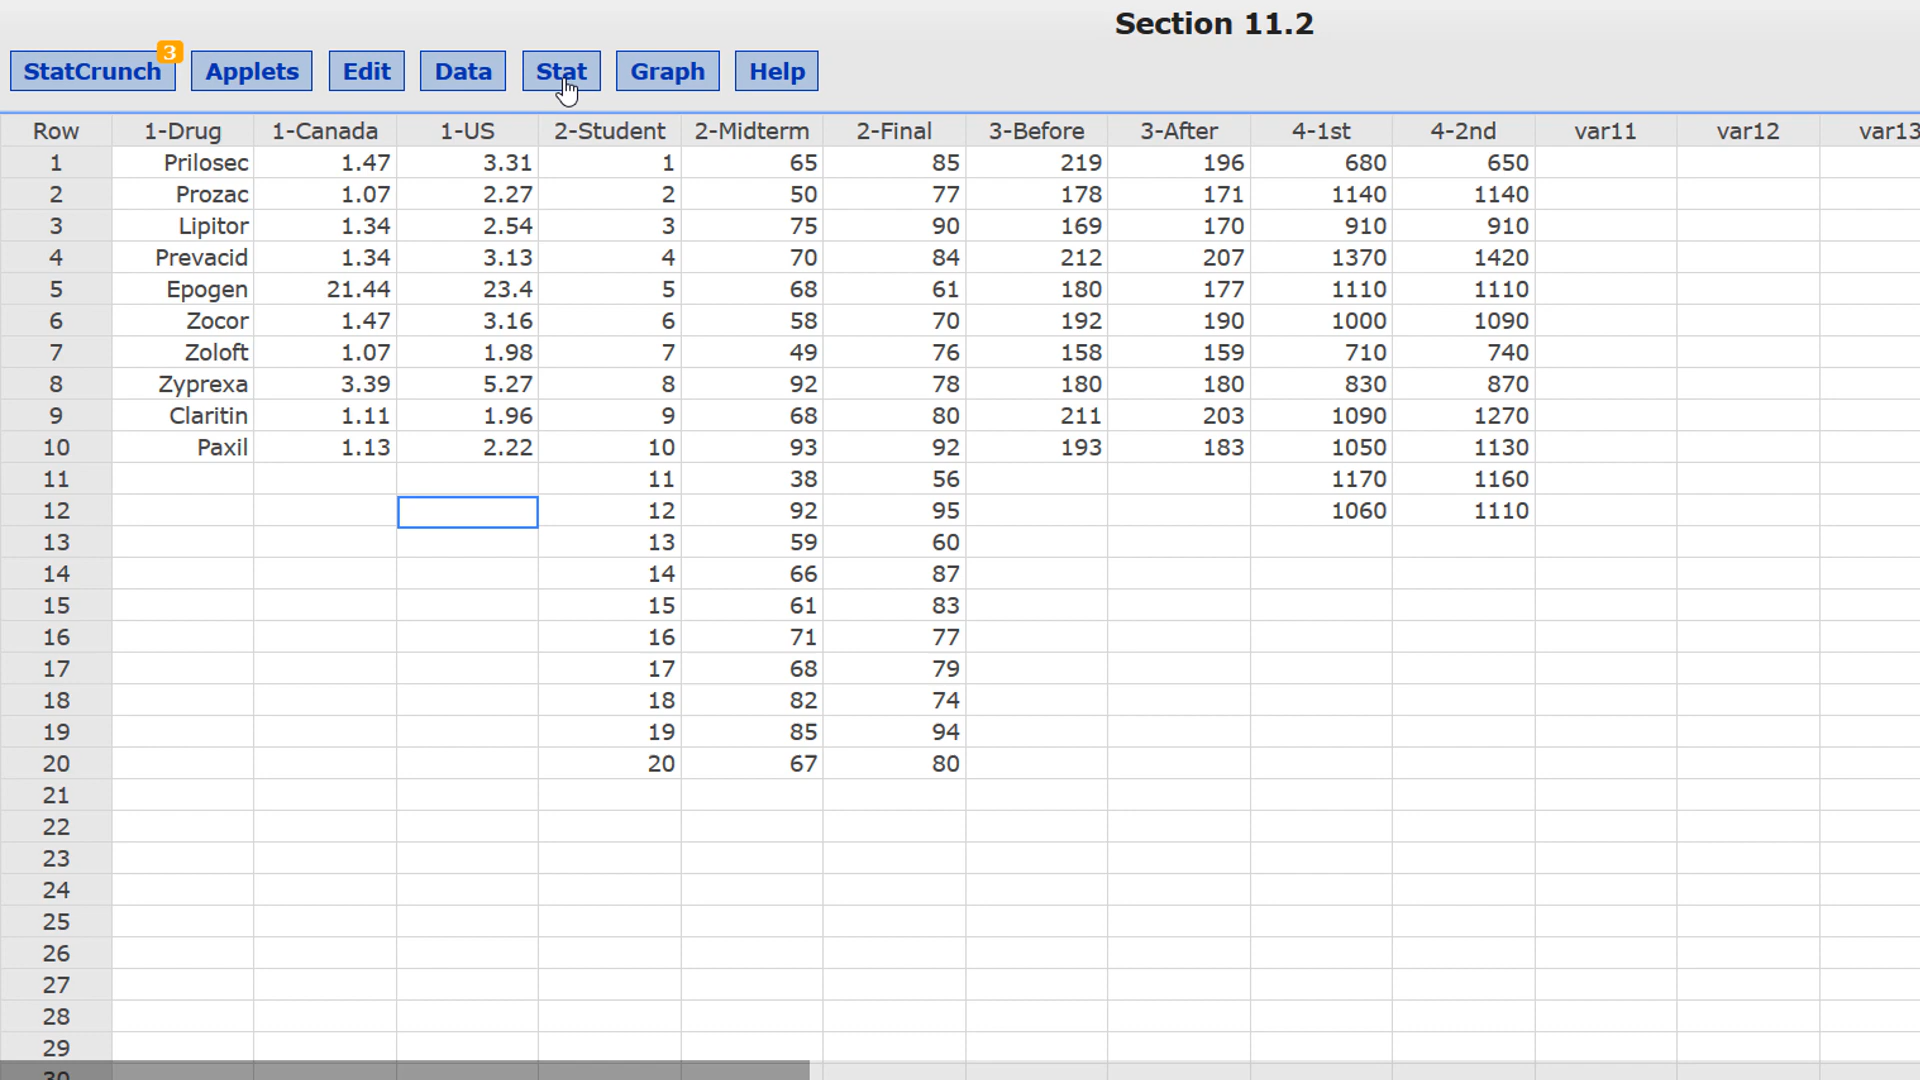 Section 11.2
StatCrunch 3 Applets Edit Data Stat Graph Help
Row 1-Drug 1-Canada 1-US 2-Student 2-Midterm 2-Final 3-Before 3-After 4-1st 4-2nd var11 var12 var13
1 Prilosec 1.47 3.31 1 65 85 219 196 680 650
2 Prozac 1.07 2.27 2 50 77 178 171 1140 1140
3 Lipitor 1.34 2.54 3 75 90 169 170 910 910
4 Prevacid 1.34 3.13 4 70 84 212 207 1370 1420
5 Epogen 21.44 23.4 5 68 61 180 177 1110 1110
6 Zocor 1.47 3.16 6 58 70 192 190 1000 1090
7 Zoloft 1.07 1.98 7 49 76 158 159 710 740
8 Zyprexa 3.39 5.27 8 92 78 180 180 830 870
9 Claritin 1.11 1.96 9 68 80 211 203 1090 1270
10 Paxil 1.13 2.22 10 93 92 193 183 1050 1130
11 11 38 56 1170 1160
12 12 92 95 1060 1110
13 13 59 60
14 14 66 87
15 15 61 83
16 16 71 77
17 17 68 79
18 18 82 74
19 19 85 94
20 20 67 80
21
22
23
24
25
26
27
28
29
30